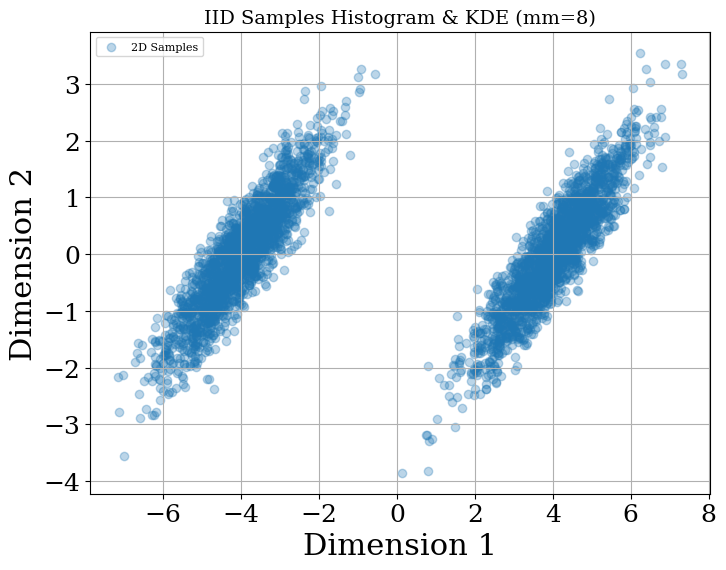 IID Samples Histogram & KDE (mm=8)
2D Samples
3
2
1
0
−1
−2
−3
−4
Dimension 2
−6 −4 −2 0 2 4 6 8
Dimension 1